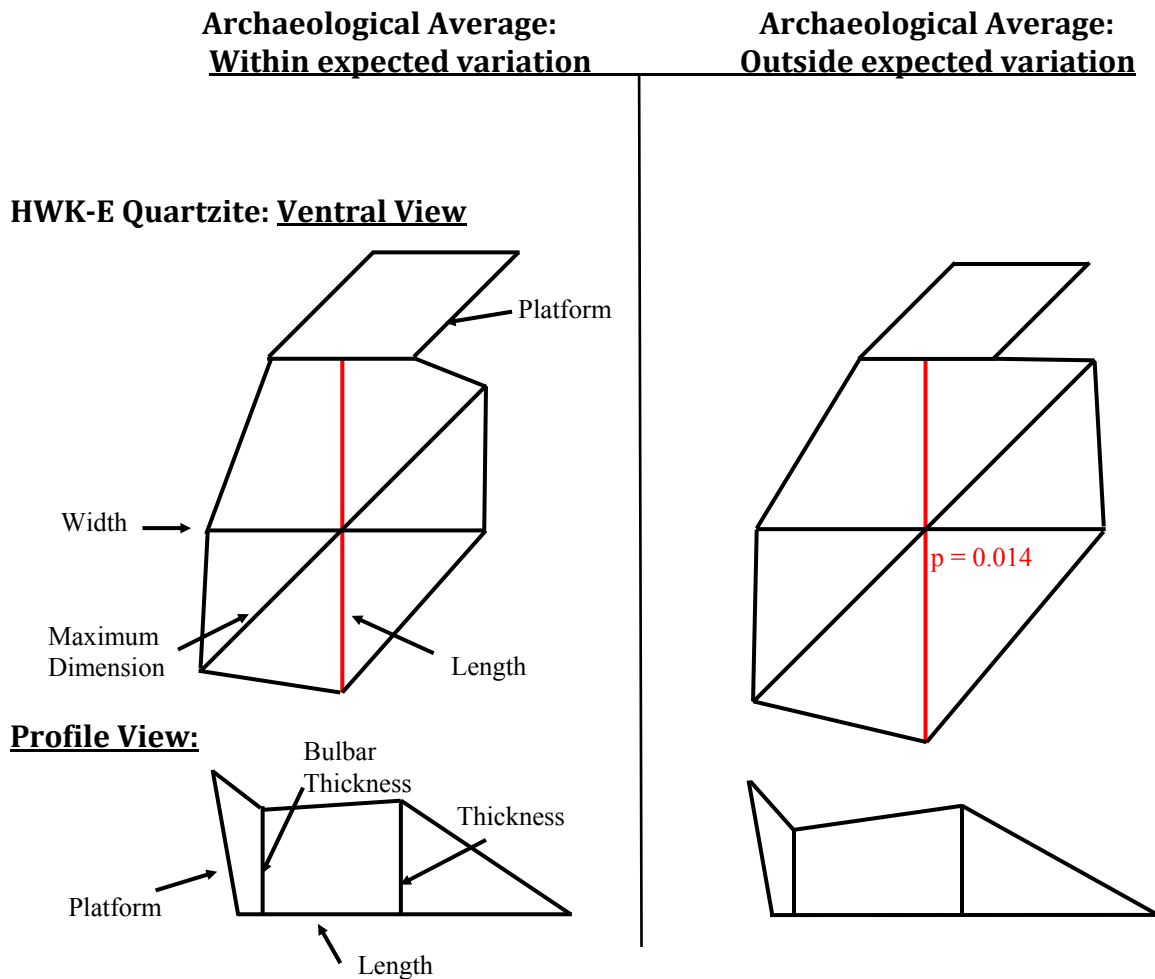 Archaeological Average:
Within expected variation
Archaeological Average:
Outside expected variation
HWK-E Quartzite: Ventral View
Platform
Width
p = 0.014
Maximum
Dimension
Length
Profile View:
Bulbar
Thickness
Thickness
Platform
Length